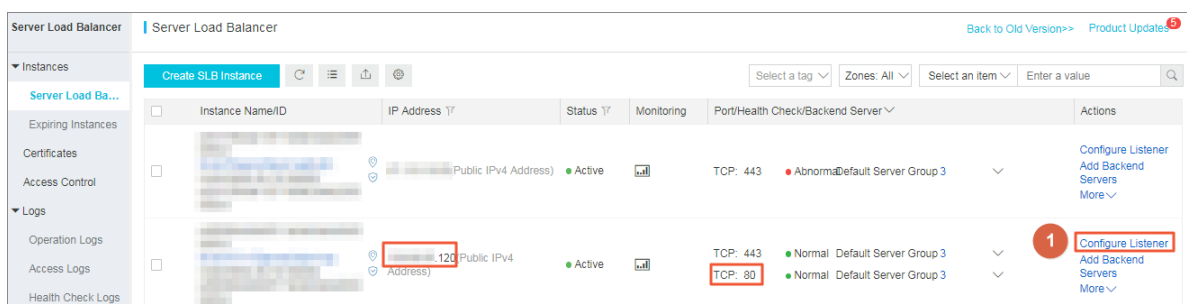 Server Load Balancer
Server Load Balancer
Back to Old Version>> Product Updates 5
Instances
Create SLB Instance
Select a tag Zones: All Select an item Enter a value
Server Load Ba...
Instance Name/ID IP Address Status Monitoring Port/Health Check/Backend Server Actions
Expiring Instances
Certificates
Access Control
Logs
Operation Logs
Access Logs
Health Check Logs
(Public IPv4 Address) Active TCP: 443 Abnormal Default Server Group 3
Configure Listener
Add Backend
Servers
More
.120(Public IPv4
Address)
Active
TCP: 443 Normal Default Server Group 3
TCP: 80 Normal Default Server Group 3
1
Configure Listener
Add Backend
Servers
More